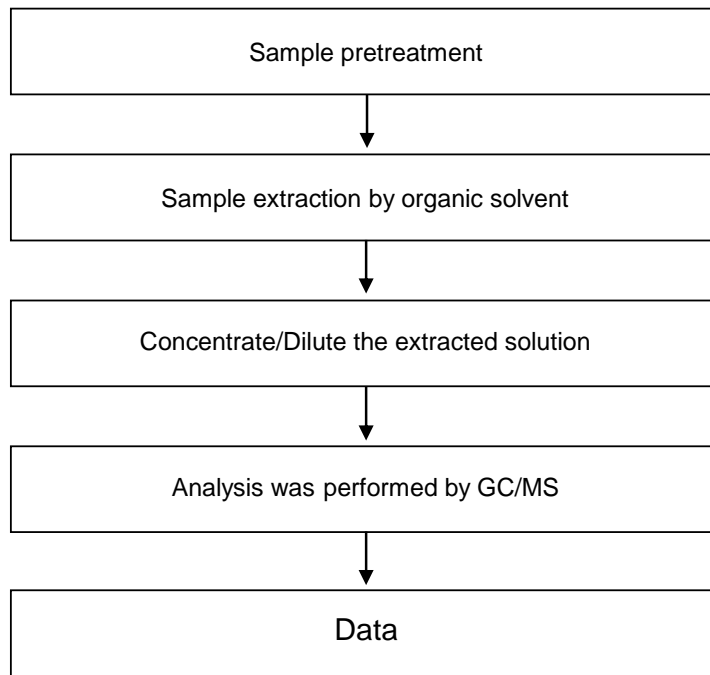 Sample pretreatment
Sample extraction by organic solvent
Concentrate/Dilute the extracted solution
Analysis was performed by GC/MS
Data